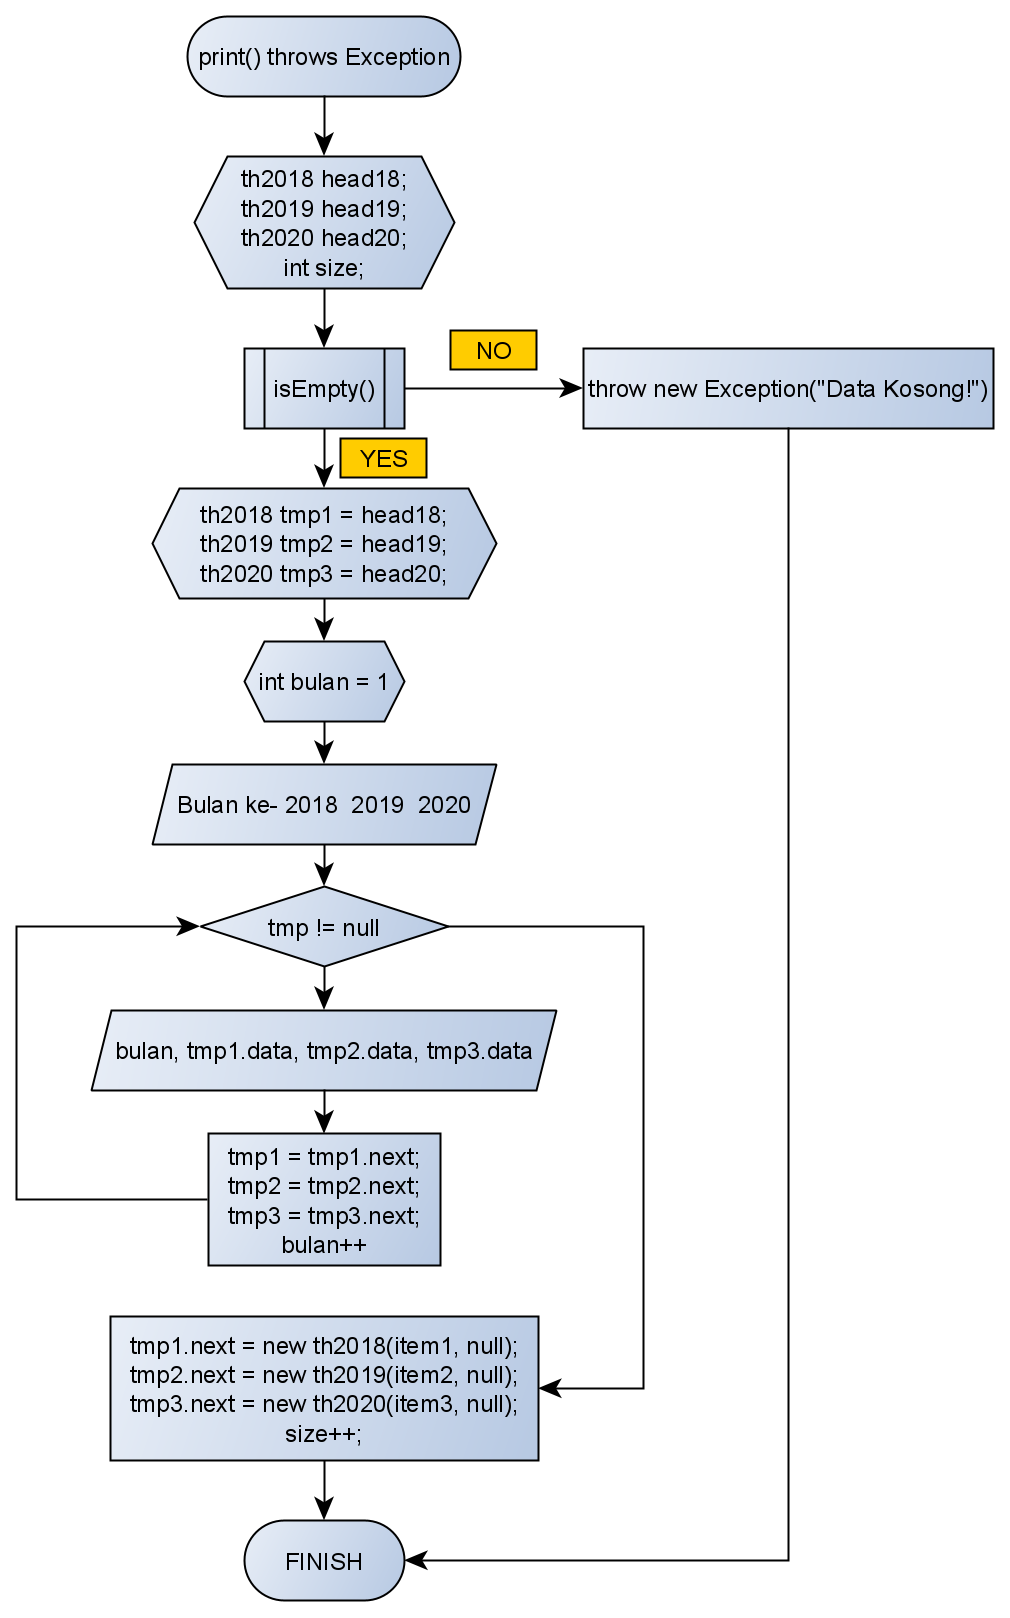 print() throws Exception
th2018 head18;
th2019 head19;
th2020 head20;
int size;
isEmpty()
NO
throw new Exception("Data Kosong!")
YES
th2018 tmp1 = head18;
th2019 tmp2 = head19;
th2020 tmp3 = head20;
int bulan = 1
Bulan ke- 2018  2019  2020
tmp != null
bulan, tmp1.data, tmp2.data, tmp3.data
tmp1 = tmp1.next;
tmp2 = tmp2.next;
tmp3 = tmp3.next;
bulan++
tmp1.next = new th2018(item1, null);
tmp2.next = new th2019(item2, null);
tmp3.next = new th2020(item3, null);
size++;
FINISH